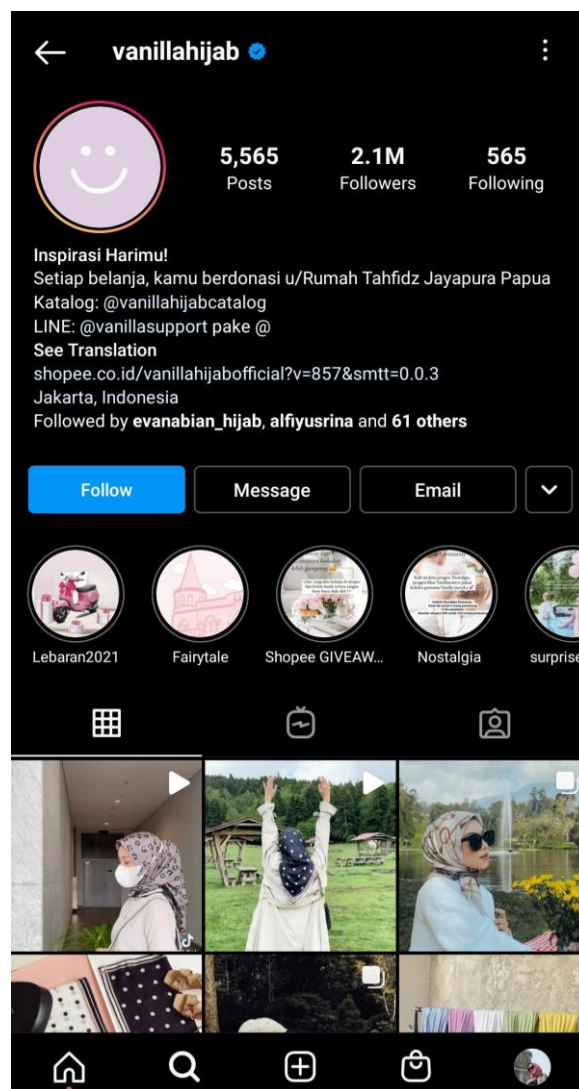 vanillahijab
5,565
Posts
2.1M
Followers
565
Following
Inspirasi Harimu!
Setiap belanja, kamu berdonasi u/Rumah Tahfidz Jayapura Papua
Katalog: @vanillahijabcatalog
LINE: @vanillasupport pake @
See Translation
shopee.co.id/vanillahijabofficial?v=857&smtt=0.0.3
Jakarta, Indonesia
Followed by evanabian_hijab, alfiyusrina and 61 others
Follow
Message
Email
Lebaran2021
Fairytale
Shopee GIVEAW...
Nostalgia
surprise